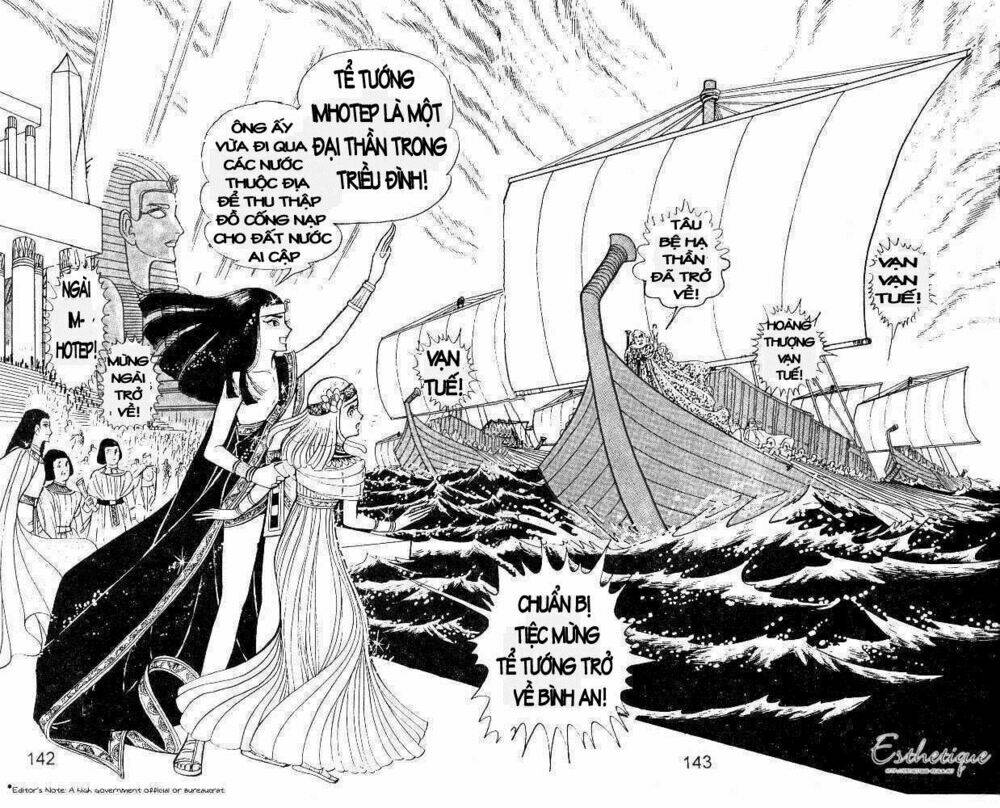 TỂ TƯỚNG
IMHOTEP LÀ MỘT
ĐẠI THẦN TRONG
TRIỀU ĐÌNH!
ÔNG ẤY
VỪA ĐI QUA
CÁC NƯỚC
THUỘC ĐỊA
ĐỂ THU THẬP
ĐỒ CỐNG NẠP
CHO ĐẤT NƯỚC
AI CẬP
NGÀI
IM-
HOTEP!
MỪNG
NGÀI
TRỞ
VỀ!
VẠN
TUẾ!
TÂU
BỆ HẠ
THẦN
ĐÃ TRỞ
VỀ!
HOÀNG
THƯỢNG
VẠN
TUẾ!
VẠN
VẠN
TUẾ!
CHUẨN BỊ
TIỆC MỪNG
TỂ TƯỚNG TRỞ
VỀ BÌNH AN!
142
143
Esthetique
*Editor's Note: A high government official or bureaucrat.